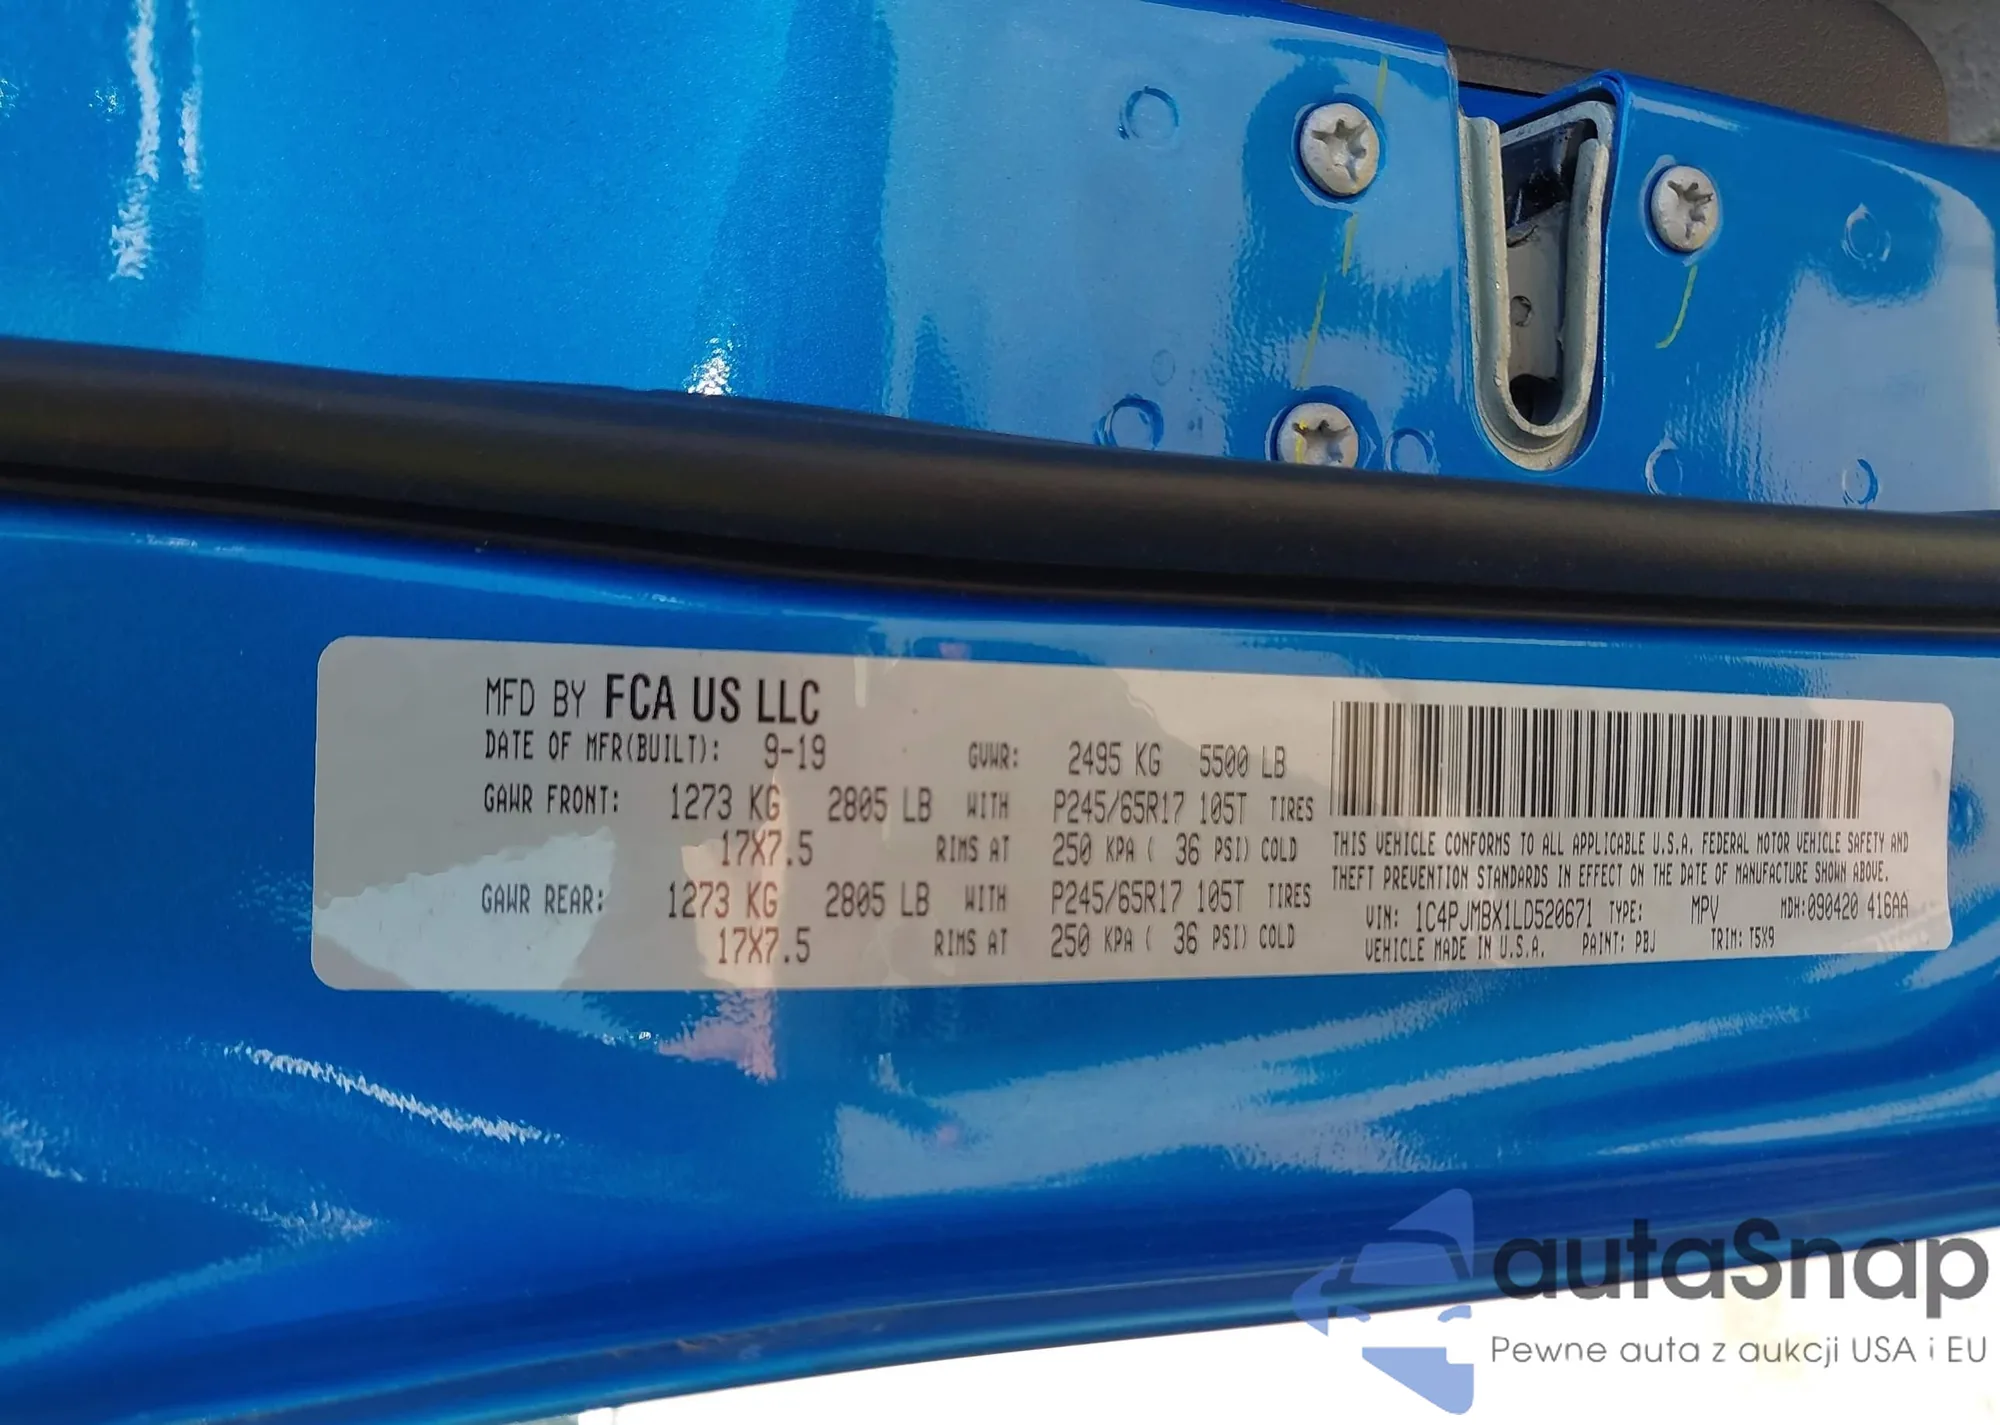 MFD BY FCA US LLC
DATE OF MFR(BUILT): 9-19 GVWR: 2495 KG 5500 LB
GAWR FRONT: 1273 KG 2805 LB WITH P245/65R17 105T TIRES
17X7.5 RIMS AT 250 KPA ( 36 PSI) COLD
GAWR REAR: 1273 KG 2805 LB WITH P245/65R17 105T TIRES
17X7.5 RIMS AT 250 KPA ( 36 PSI) COLD
THIS VEHICLE CONFORMS TO ALL APPLICABLE U.S.A. FEDERAL MOTOR VEHICLE SAFETY AND
THEFT PREVENTION STANDARDS IN EFFECT ON THE DATE OF MANUFACTURE SHOWN ABOVE.
VIN: 1C4PJMBX1LD520671 TYPE: MPV MDH:090420 416AA
VEHICLE MADE IN U.S.A. PAINT: PBJ TRIM: T5X9
autaSnap
Pewne auta z aukcji USA i EU